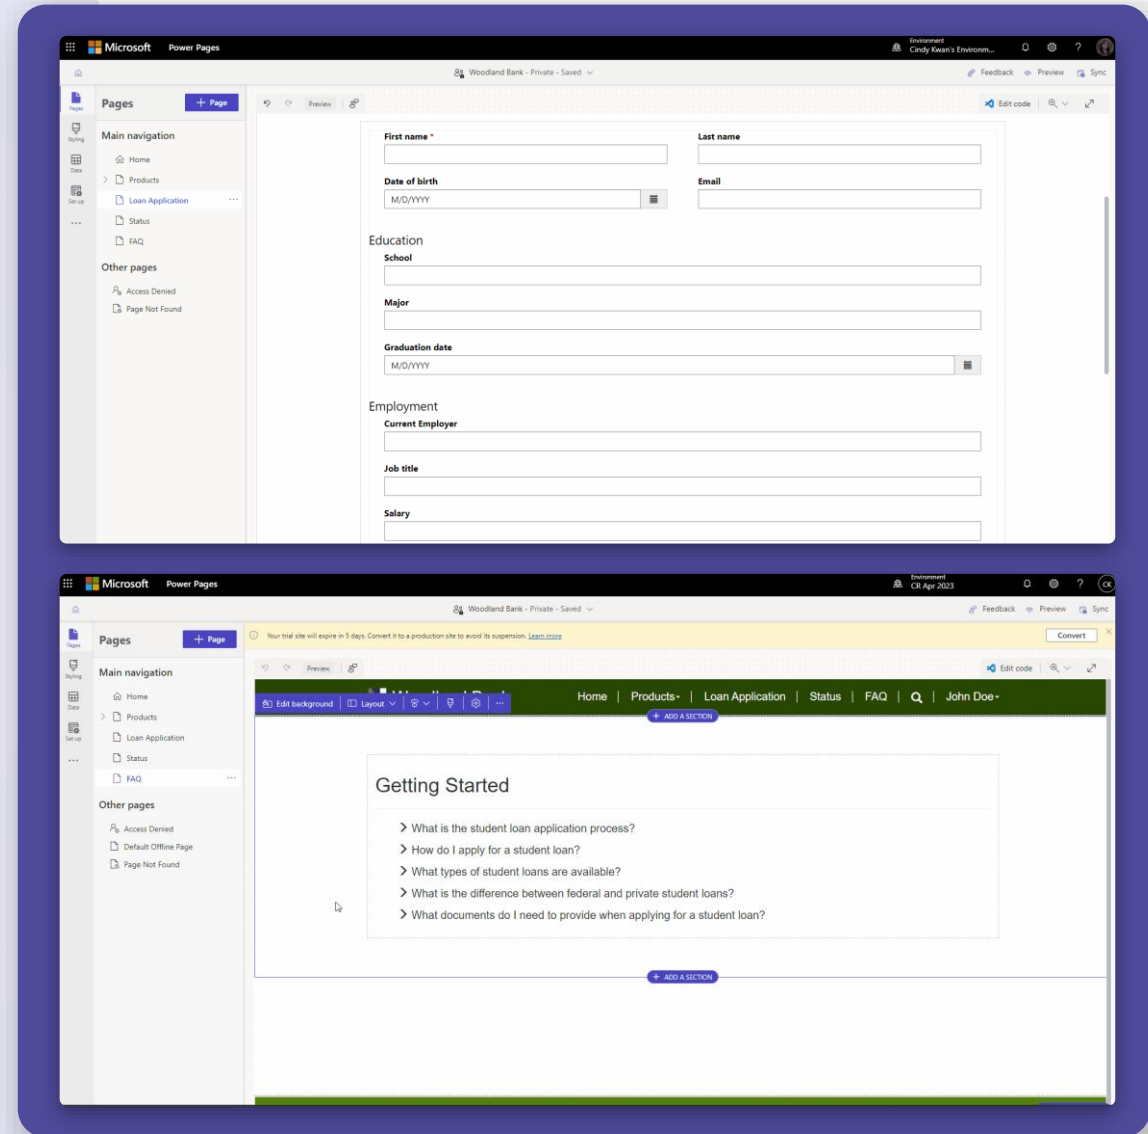 Microsoft Power Pages
Environment
Cindy Kwan's Environm...
?
Woodland Bank - Private - Saved
Feedback Preview Sync
Pages
Styling
Data
Set up
Pages
+ Page
Main navigation
Home
Products
Loan Application
Status
FAQ
Other pages
Access Denied
Page Not Found
Preview
Edit code
First name *
Last name
Date of birth
M/D/YYYY
Email
Education
School
Major
Graduation date
M/D/YYYY
Employment
Current Employer
Job title
Salary
Microsoft Power Pages
Environment
CR Apr 2023
?
CK
Woodland Bank - Private - Saved
Feedback Preview Sync
Pages
Styling
Data
Set up
Pages
+ Page
Main navigation
Home
Products
Loan Application
Status
FAQ
Other pages
Access Denied
Default Offline Page
Page Not Found
Your trial site will expire in 5 days. Convert it to a production site to avoid its suspension. Learn more
Convert
Preview
Edit code
Home | Products | Loan Application | Status | FAQ | John Doe
Edit background Layout
+ ADD A SECTION
Getting Started
What is the student loan application process?
How do I apply for a student loan?
What types of student loans are available?
What is the difference between federal and private student loans?
What documents do I need to provide when applying for a student loan?
+ ADD A SECTION